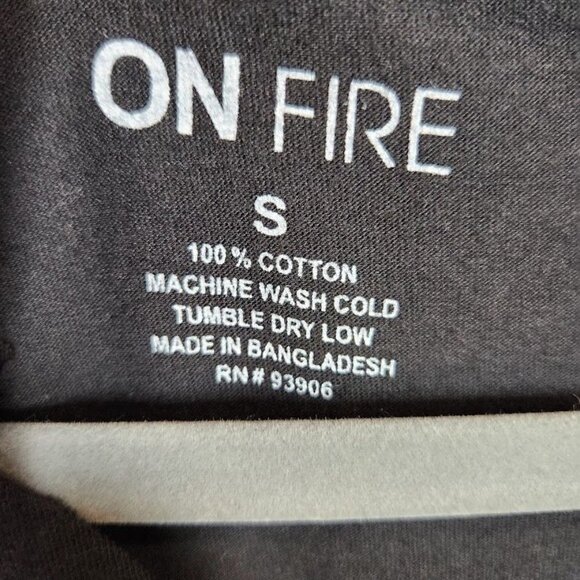 ON FIRE
S
100 % COTTON
MACHINE WASH COLD
TUMBLE DRY LOW
MADE IN BANGLADESH
RN # 93906